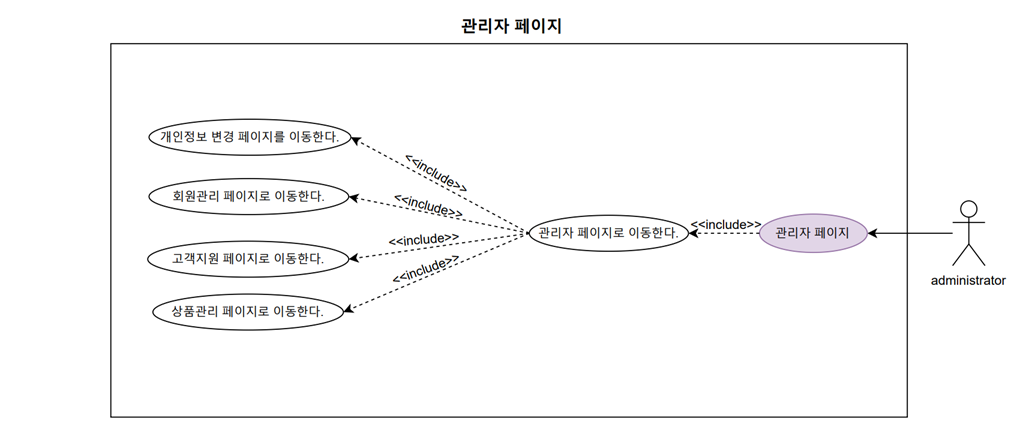 관리자 페이지
개인정보 변경 페이지를 이동한다.
<<include>>
회원관리 페이지로 이동한다.
<<include>>
관리자 페이지로 이동한다.
<<include>>
관리자 페이지
고객지원 페이지로 이동한다.
<<include>>
상품관리 페이지로 이동한다.
<<include>>
administrator